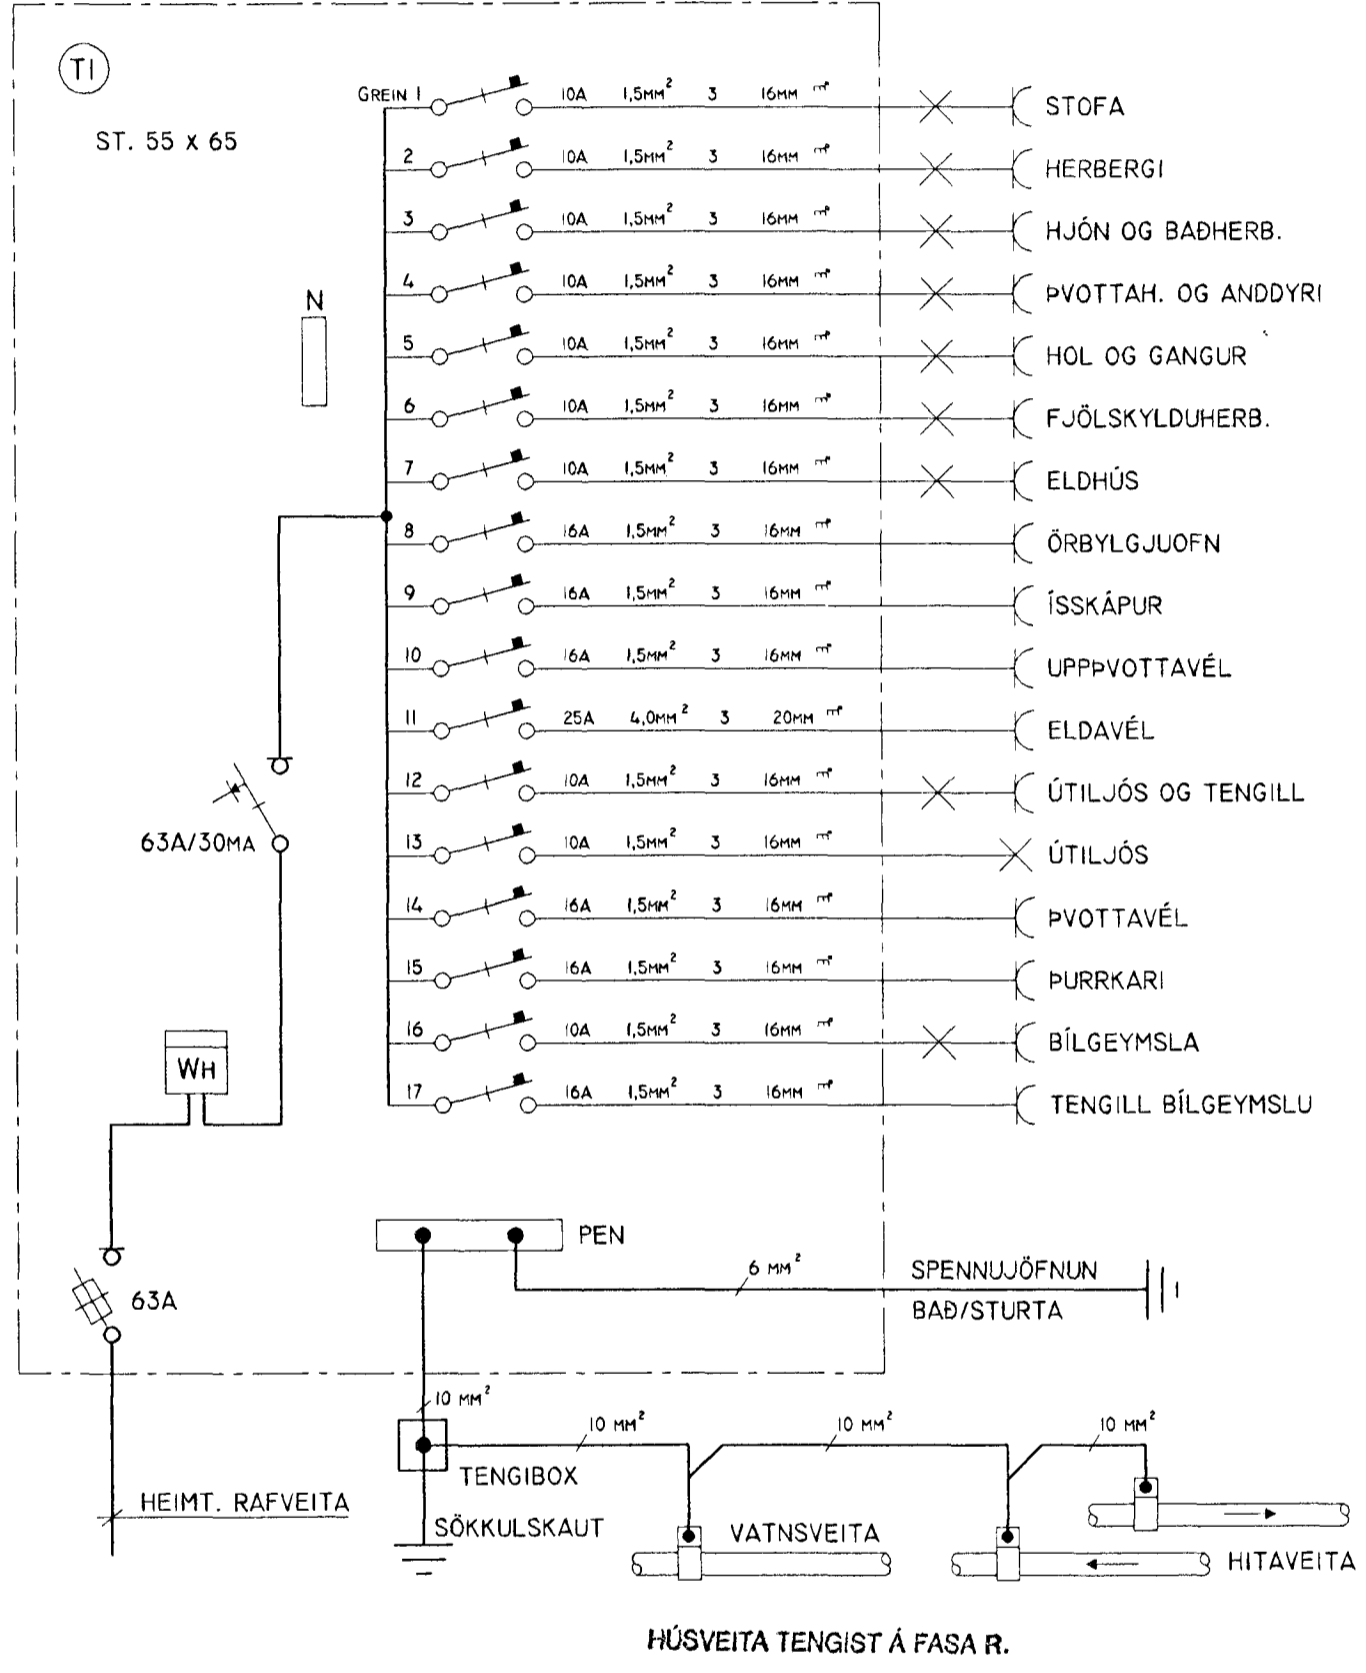 T1
ST. 55 x 65
GREIN 1 10A 1,5MM² 3 16MM STOFA
2 10A 1,5MM² 3 16MM HERBERGI
3 10A 1,5MM² 3 16MM HJÓN OG BAÐHERB.
4 10A 1,5MM² 3 16MM ÞVOTTAH. OG ANDDYRI
N
5 10A 1,5MM² 3 16MM HOL OG GANGUR
6 10A 1,5MM² 3 16MM FJÖLSKYLDUHERB.
7 10A 1,5MM² 3 16MM ELDHÚS
8 16A 1,5MM² 3 16MM ÖRBYLGJUOFN
9 16A 1,5MM² 3 16MM ÍSSKÁPUR
10 16A 1,5MM² 3 16MM UPPÞVOTTAVÉL
11 25A 4,0MM² 3 20MM ELDAVÉL
12 10A 1,5MM² 3 16MM ÚTILJÓS OG TENGILL
63A/30MA
13 10A 1,5MM² 3 16MM ÚTILJÓS
14 16A 1,5MM² 3 16MM ÞVOTTAVÉL
15 16A 1,5MM² 3 16MM ÞURRKARI
16 10A 1,5MM² 3 16MM BÍLGEYMSLA
WH
17 16A 1,5MM² 3 16MM TENGILL BÍLGEYMSLU
PEN
6 MM² SPENNUJÖFNUN
BAÐ/STURTA
63A
10 MM²
10 MM² 10 MM² 10 MM²
TENGIBOX
HEIMT. RAFVEITA
SÖKKULSKAUT
VATNSVEITA
HITAVEITA
HÚSVEITA TENGIST Á FASA R.